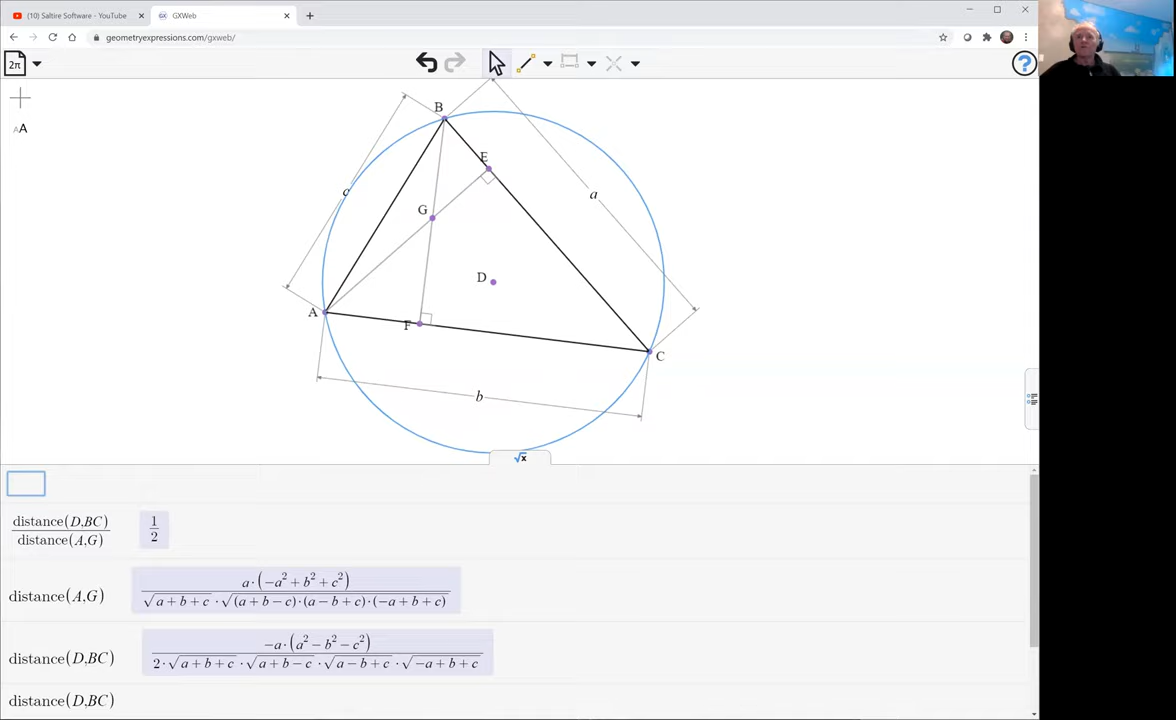 (10) Saltire Software - YouTube
GXWeb
geometryexpressions.com/gxweb/
2π
?
AA
B
E
c
a
G
D
A
F
C
b
√x
distance(D,BC) / distance(A,G) 1/2
distance(A,G) a·(−a²+b²+c²) / √a+b+c · √(a+b−c)·(a−b+c)·(−a+b+c)
distance(D,BC) −a·(a²−b²−c²) / 2·√a+b+c · √a+b−c · √a−b+c · √−a+b+c
distance(D,BC)